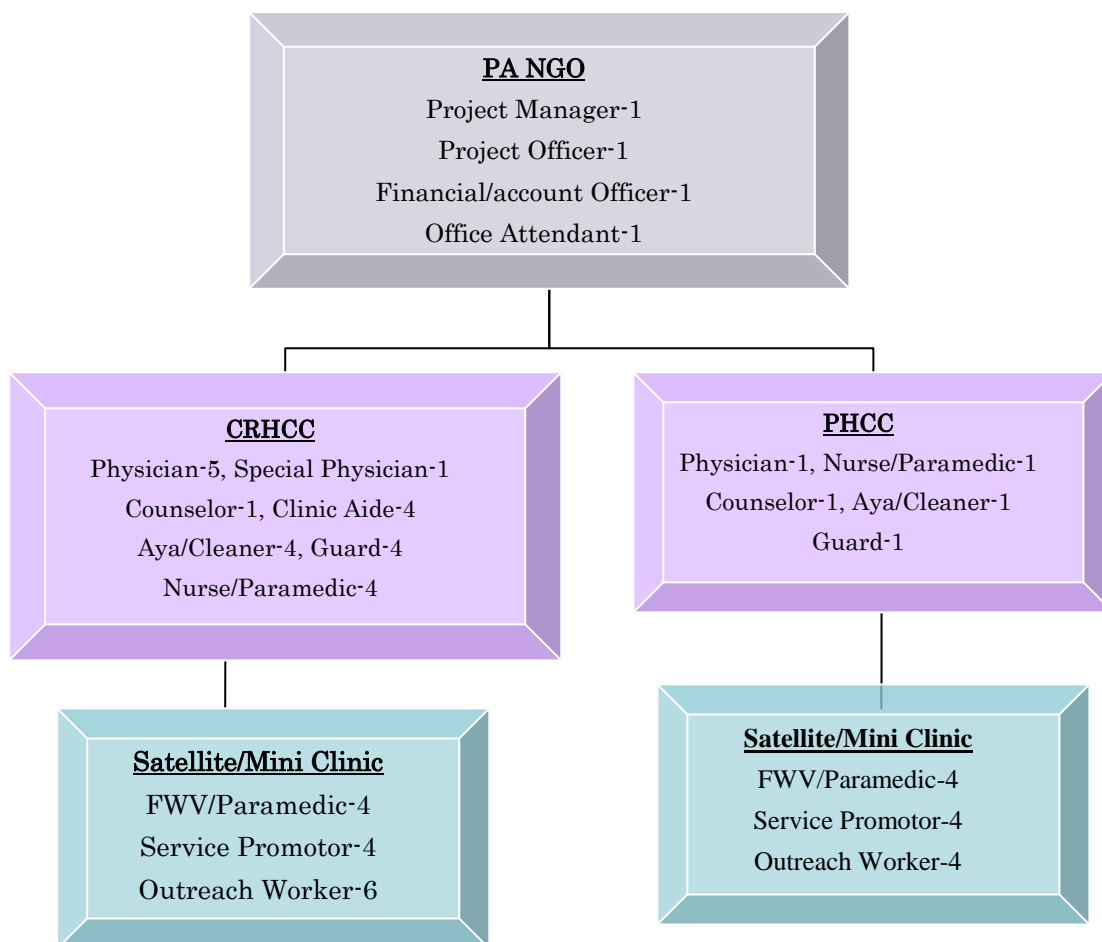 PA NGO
Project Manager-1
Project Officer-1
Financial/account Officer-1
Office Attendant-1
CRHCC
Physician-5, Special Physician-1
Counselor-1, Clinic Aide-4
Aya/Cleaner-4, Guard-4
Nurse/Paramedic-4
PHCC
Physician-1, Nurse/Paramedic-1
Counselor-1, Aya/Cleaner-1
Guard-1
Satellite/Mini Clinic
FWV/Paramedic-4
Service Promotor-4
Outreach Worker-6
Satellite/Mini Clinic
FWV/Paramedic-4
Service Promotor-4
Outreach Worker-4